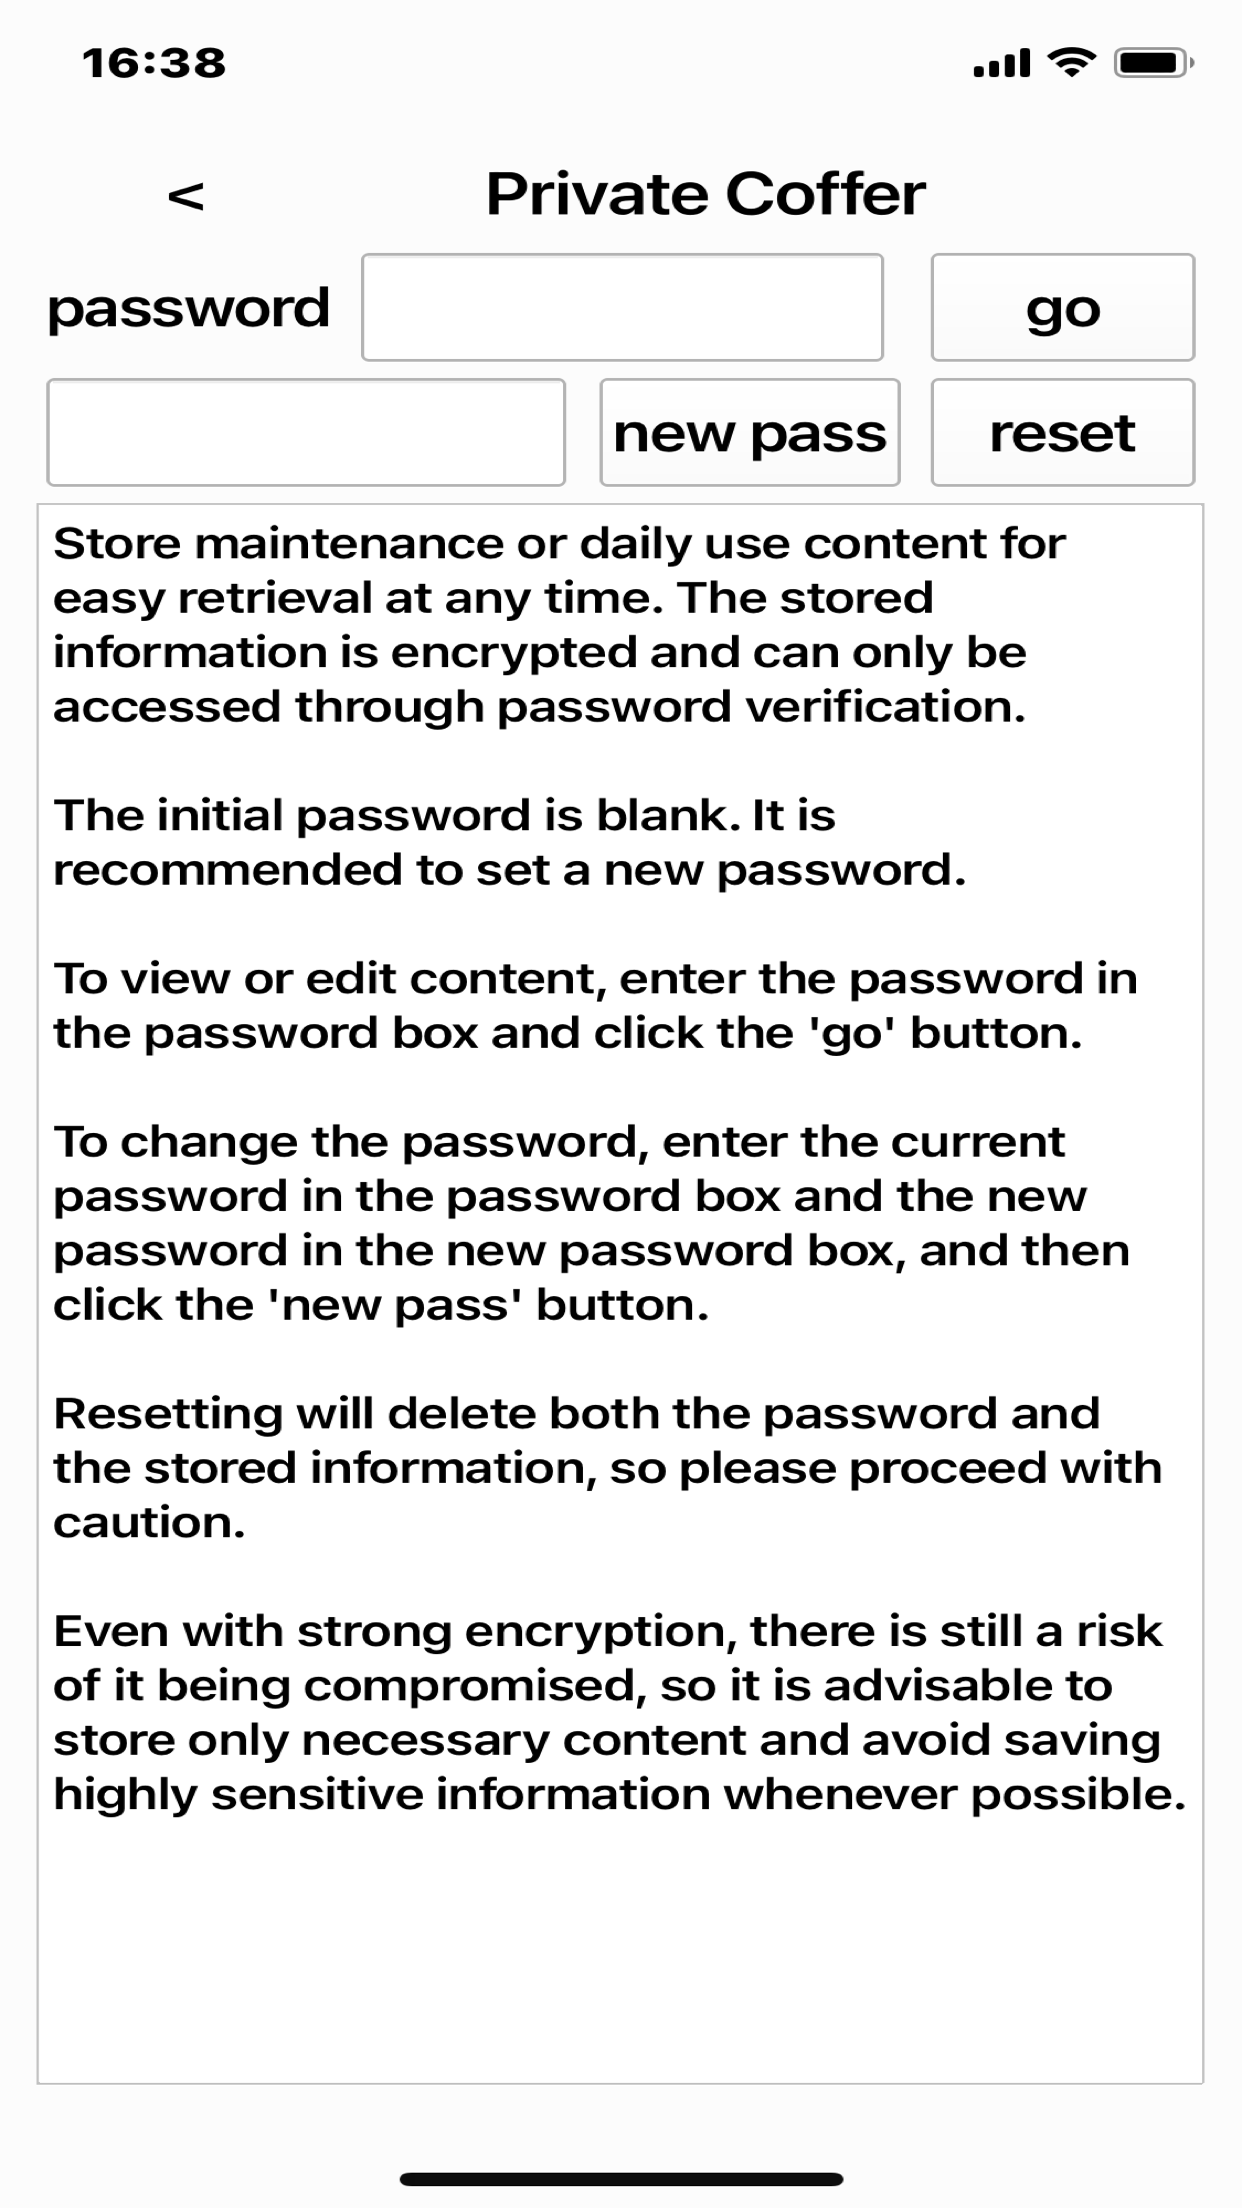 16:38
< Private Coffer
password go
new pass reset
Store maintenance or daily use content for
easy retrieval at any time. The stored
information is encrypted and can only be
accessed through password verification.
The initial password is blank. It is
recommended to set a new password.
To view or edit content, enter the password in
the password box and click the 'go' button.
To change the password, enter the current
password in the password box and the new
password in the new password box, and then
click the 'new pass' button.
Resetting will delete both the password and
the stored information, so please proceed with
caution.
Even with strong encryption, there is still a risk
of it being compromised, so it is advisable to
store only necessary content and avoid saving
highly sensitive information whenever possible.